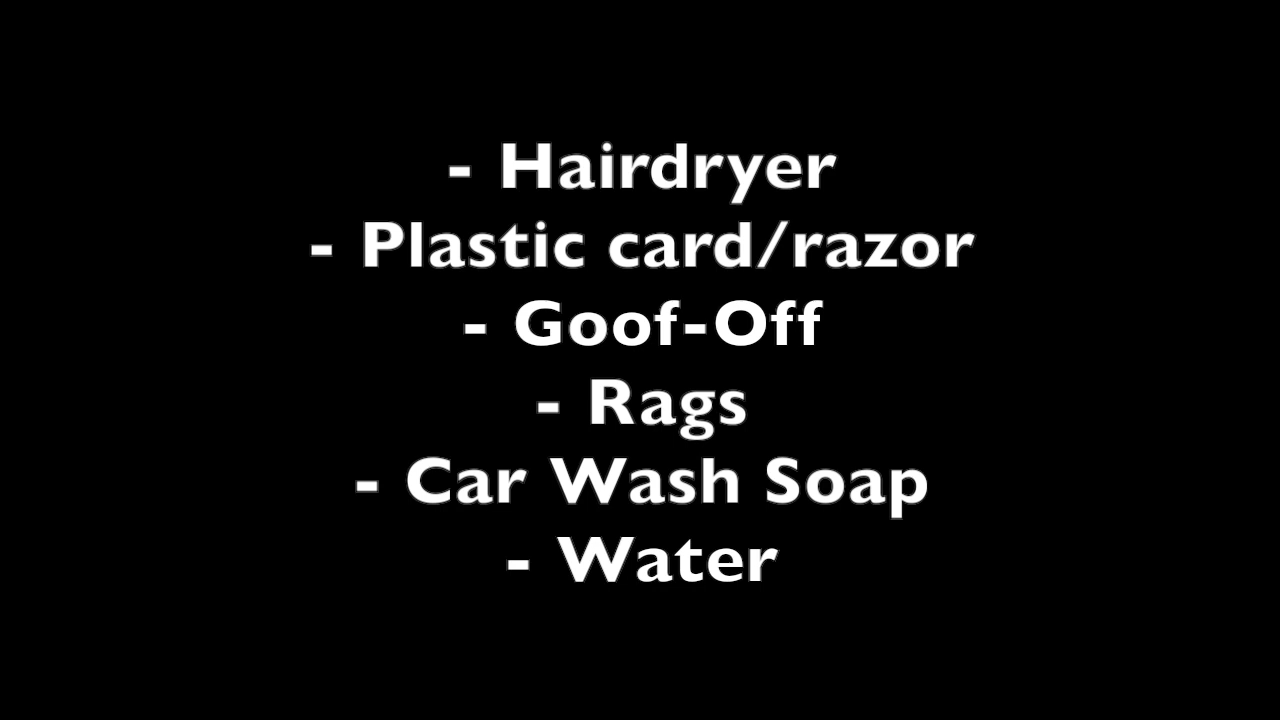 - Hairdryer
- Plastic card/razor
- Goof-Off
- Rags
- Car Wash Soap
- Water